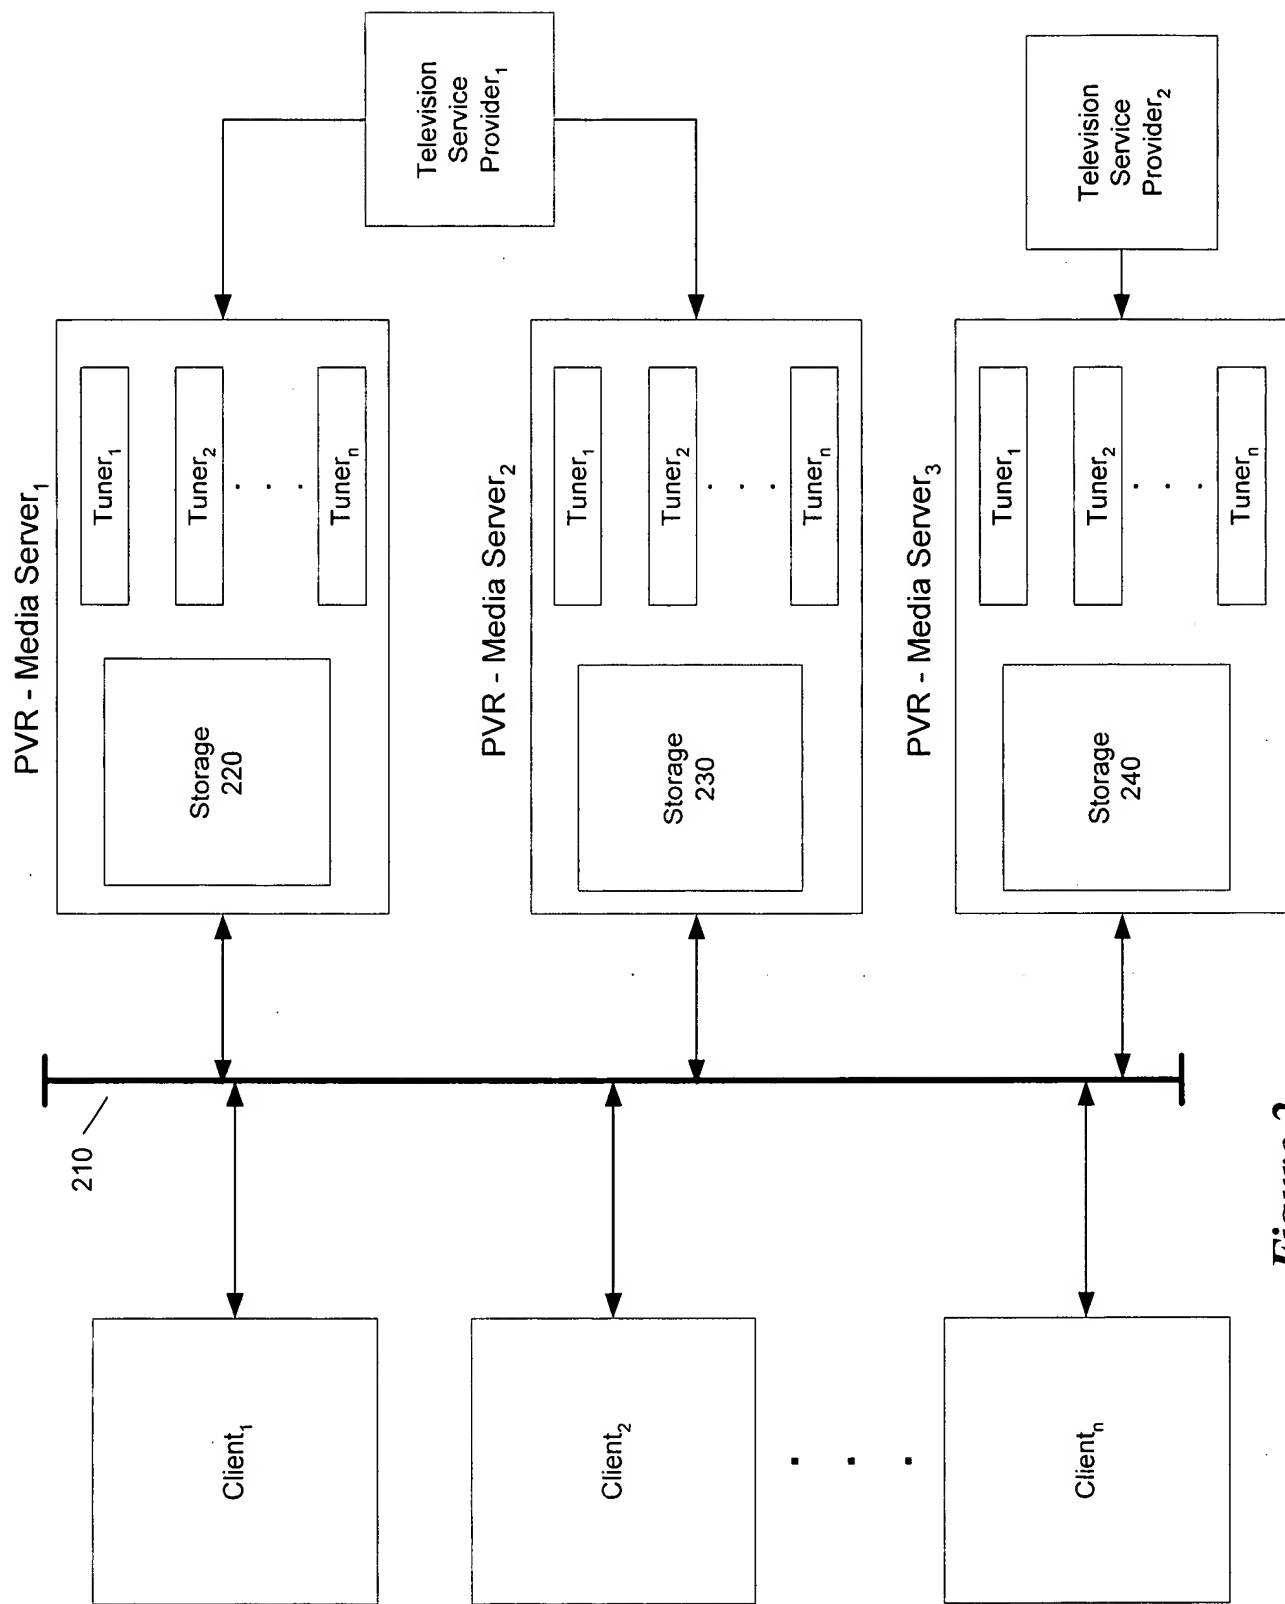 PVR - Media Server₁
210
Client₁
Storage
220
Tuner₁
Tuner₂
. . .
Tunerₙ
Television
Service
Provider₁
PVR - Media Server₂
Client₂
Storage
230
Tuner₁
Tuner₂
. . .
Tunerₙ
. . .
PVR - Media Server₃
Clientₙ
Storage
240
Tuner₁
Tuner₂
. . .
Tunerₙ
Television
Service
Provider₂
Figure